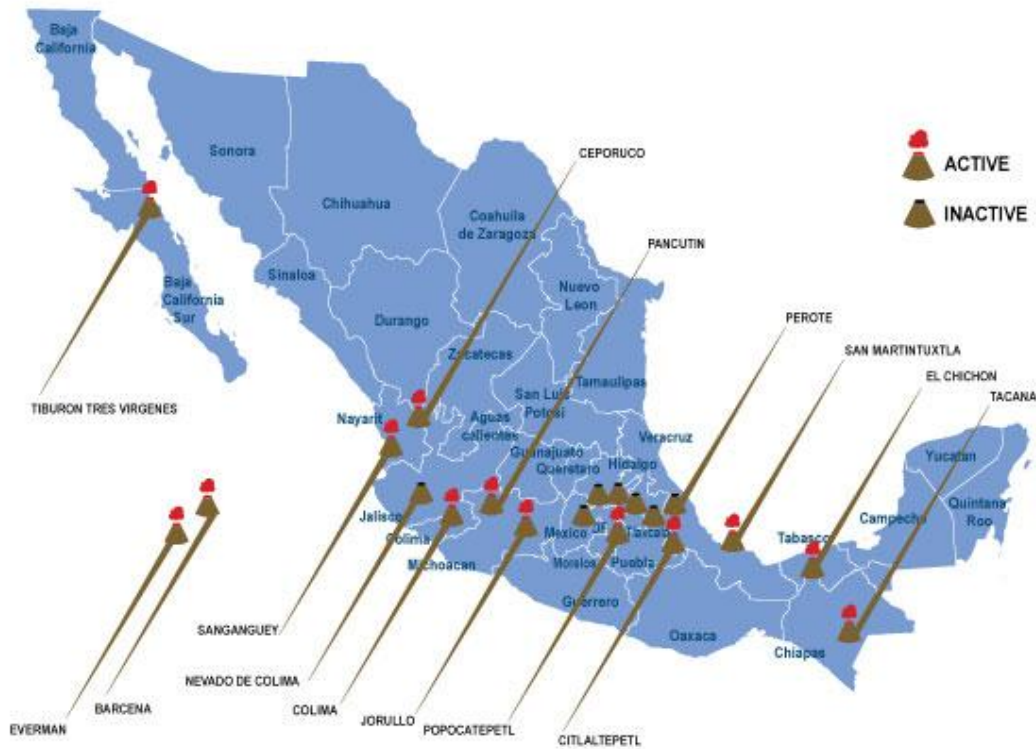 Baja
California
Sonora
CEPORUCO
ACTIVE
Chihuahua
Coahuila
de Zaragoza
INACTIVE
PANCUTIN
Sinaloa
Nuevo
Leon
Baja
California
Sur
Durango
PEROTE
Zacatecas
SAN MARTINTUXTLA
EL CHICHON
TIBURON TRES VIRGENES
San Luis
Potosi
Tamaulipas
TACANA
Nayarit
Aguas
calientes
Veracruz
Guanajuato
Queretaro
Hidalgo
Yucatan
Quintana
Roo
Jalisco
Campeche
Colima
Mexico
DF
Tlaxcala
Tabasco
Michoacan
Morelos
Puebla
Guerrero
SANGANGUEY
Oaxaca
Chiapas
NEVADO DE COLIMA
BARCENA
COLIMA
JORULLO
EVERMAN
POPOCATEPETL
CITLALTEPETL